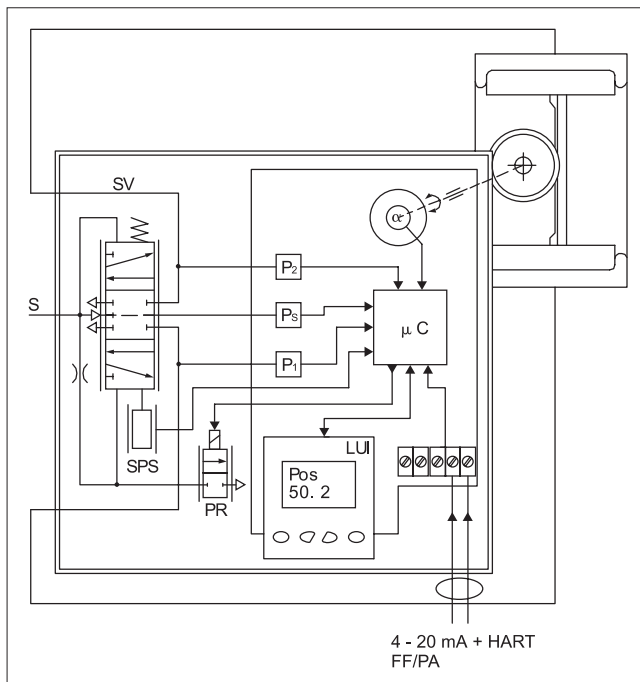 SV
α
P2
S
PS
μ C
P1
LUI
SPS
Pos
50. 2
PR
4 - 20 mA + HART
FF/PA